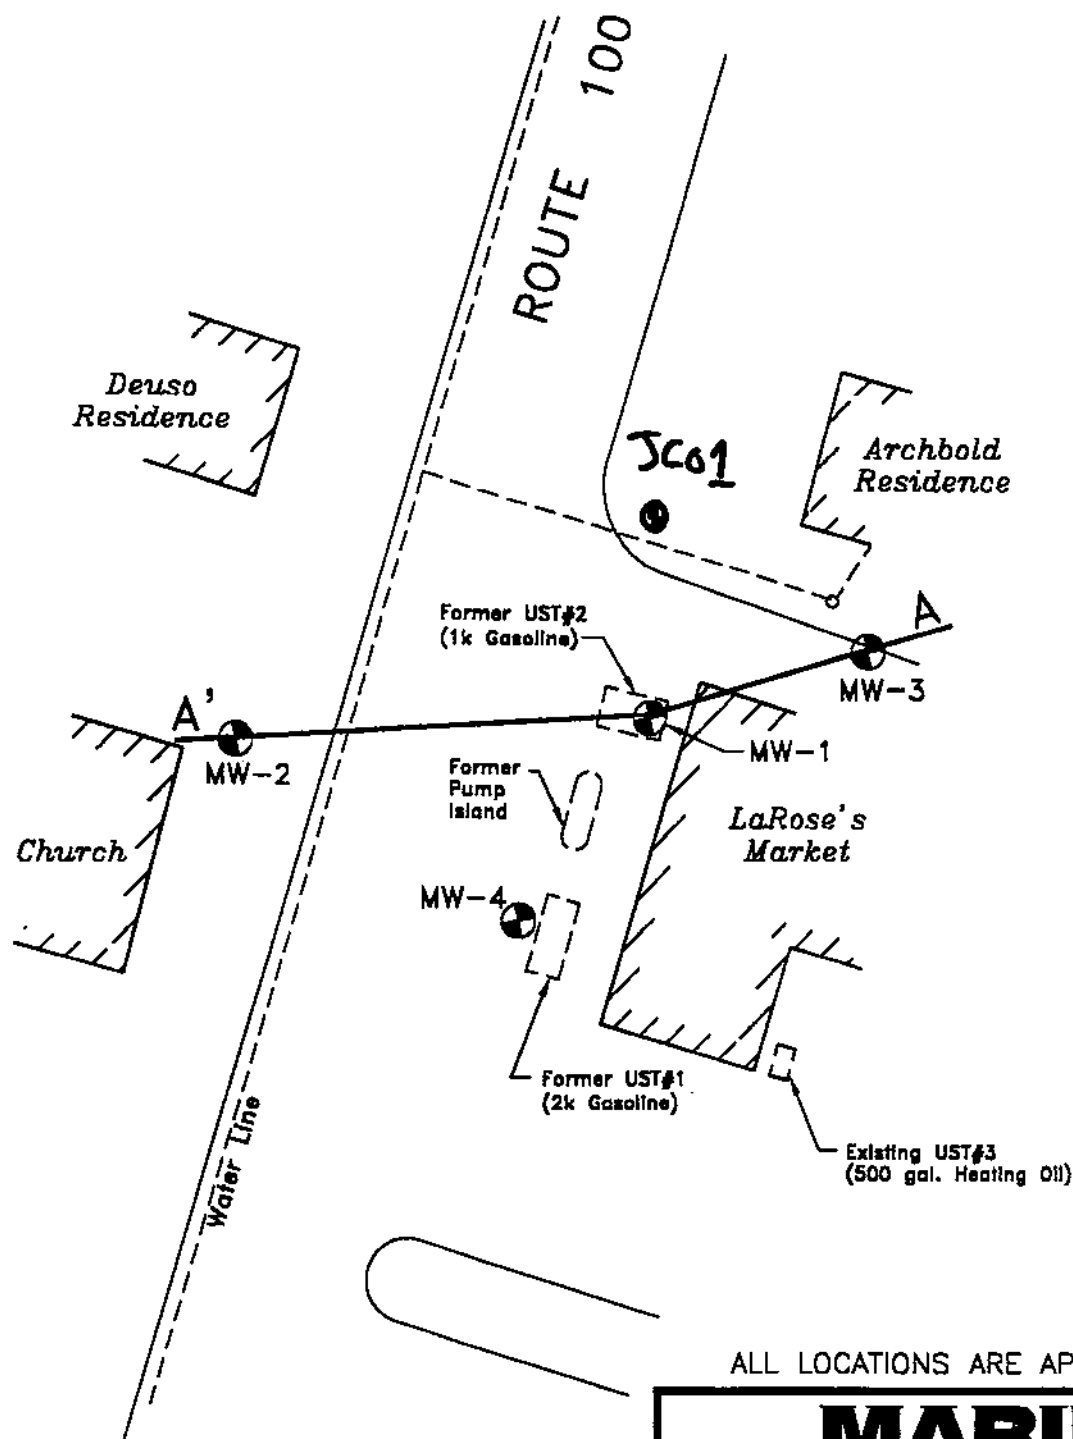 ROUTE 100
Deuso
Residence
JCO1
Archbold
Residence
Former UST#2
(1k Gasoline)
A
MW-3
A'
MW-2
MW-1
Former
Pump
Island
LaRose's
Market
Church
MW-4
Former UST#1
(2k Gasoline)
Water Line
Existing UST#3
(500 gal. Heating Oil)
ALL LOCATIONS ARE AP